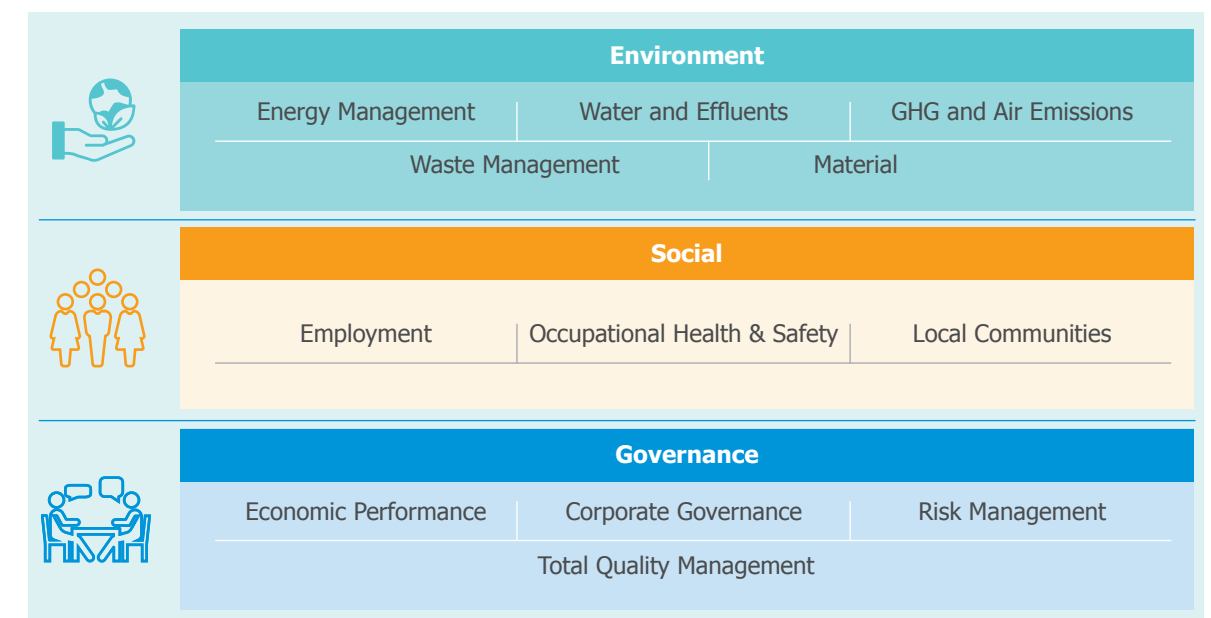 Environment
Energy Management Water and Effluents GHG and Air Emissions
Waste Management Material
Social
Employment Occupational Health & Safety Local Communities
Governance
Economic Performance Corporate Governance Risk Management
Total Quality Management